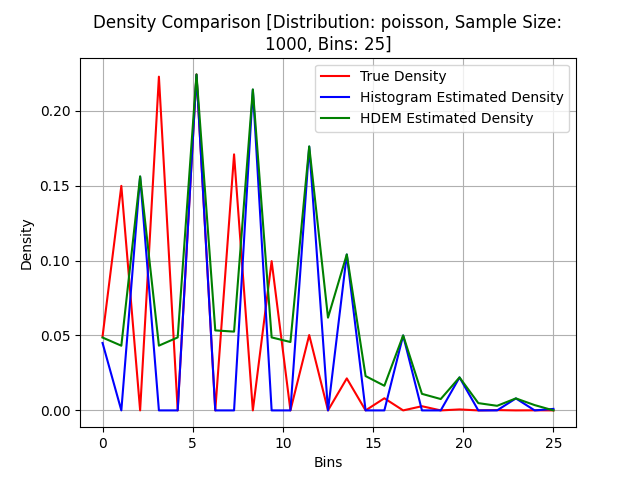 Density Comparison [Distribution: poisson, Sample Size:
1000, Bins: 25]
True Density
Histogram Estimated Density
HDEM Estimated Density
Density
0.20
0.15
0.10
0.05
0.00
0 5 10 15 20 25
Bins